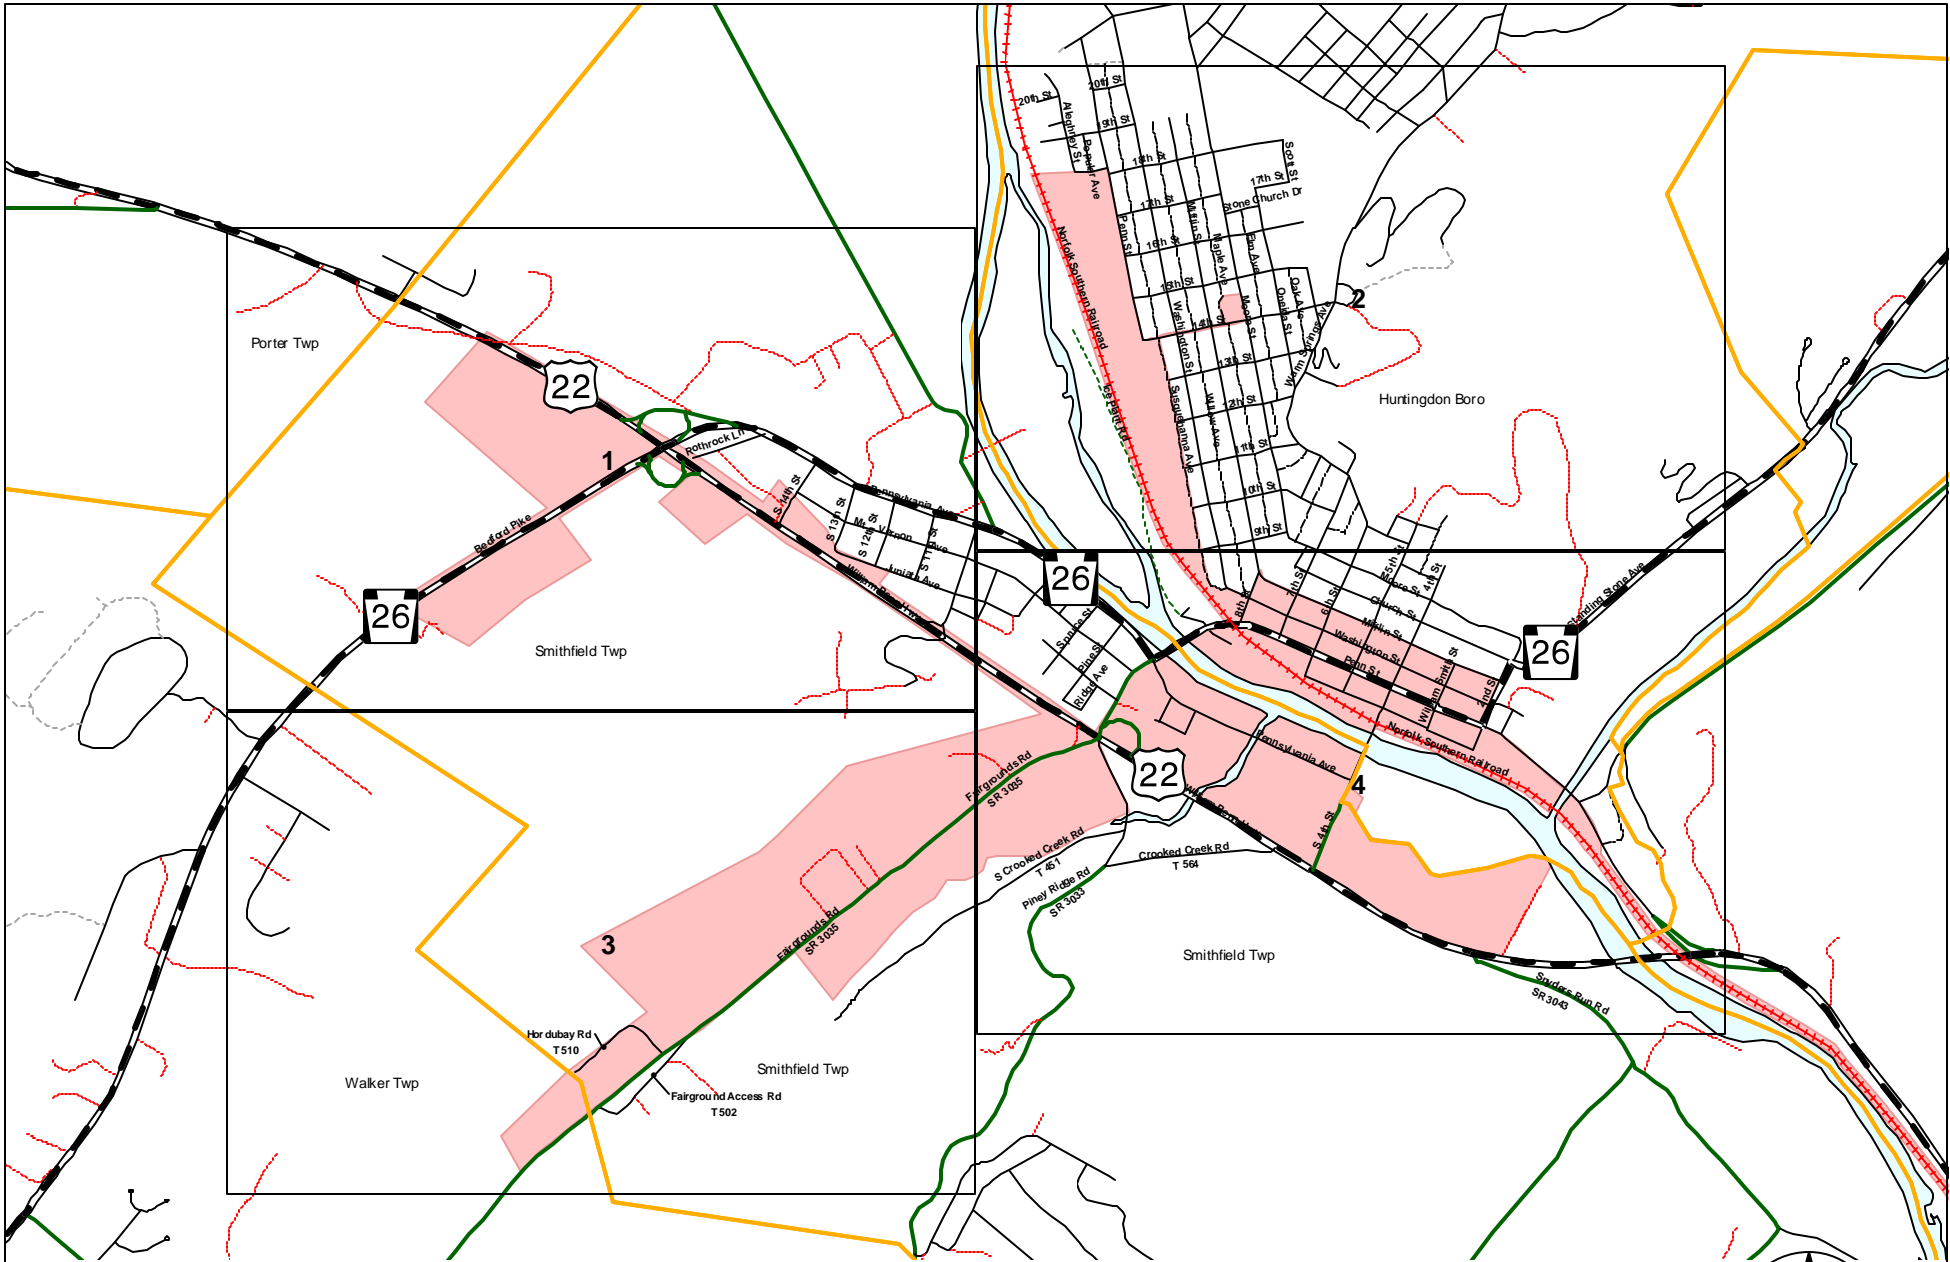 20th St
20th St
Allegheny St
19th St
18th St
Scott St
17th St
Stone Church Dr
17th St
Mifflin St
Penn St
16th St
Maple Ave
Elm Ave
Norfolk Southern Railroad
15th St
Oak Ave
Oneida St
Moore St
Washington St
14th St
Warm Springs Ave
2
13th St
Porter Twp
22
Huntingdon Boro
Ice Plant Rd
Susquehanna Ave
Willow Ave
12th St
11th St
10th St
9th St
1
Rothrock Ln
Bedford Pike
S 14th St
S 13th St
S 12th St
S 11th St
Pennsylvania Ave
Mt Vernon Ave
Juniata Ave
26
26
26
Smithfield Twp
Spruce St
Pine St
Ridge Ave
8th St
7th St
6th St
5th St
4th St
Moore St
Church St
Mifflin St
Washington St
Penn St
William Smith St
2nd St
Standing Stone Ave
Norfolk Southern Railroad
Pennsylvania Ave
22
4
S 4th St
Fairgrounds Rd
SR 3035
S Crooked Creek Rd
T 451
Crooked Creek Rd
T 564
Piney Ridge Rd
SR 3033
3
Fairgrounds Rd
SR 3035
Smithfield Twp
Snyders Run Rd
SR3043
Hordubay Rd
T510
Walker Twp
Smithfield Twp
Fairground Access Rd
T502